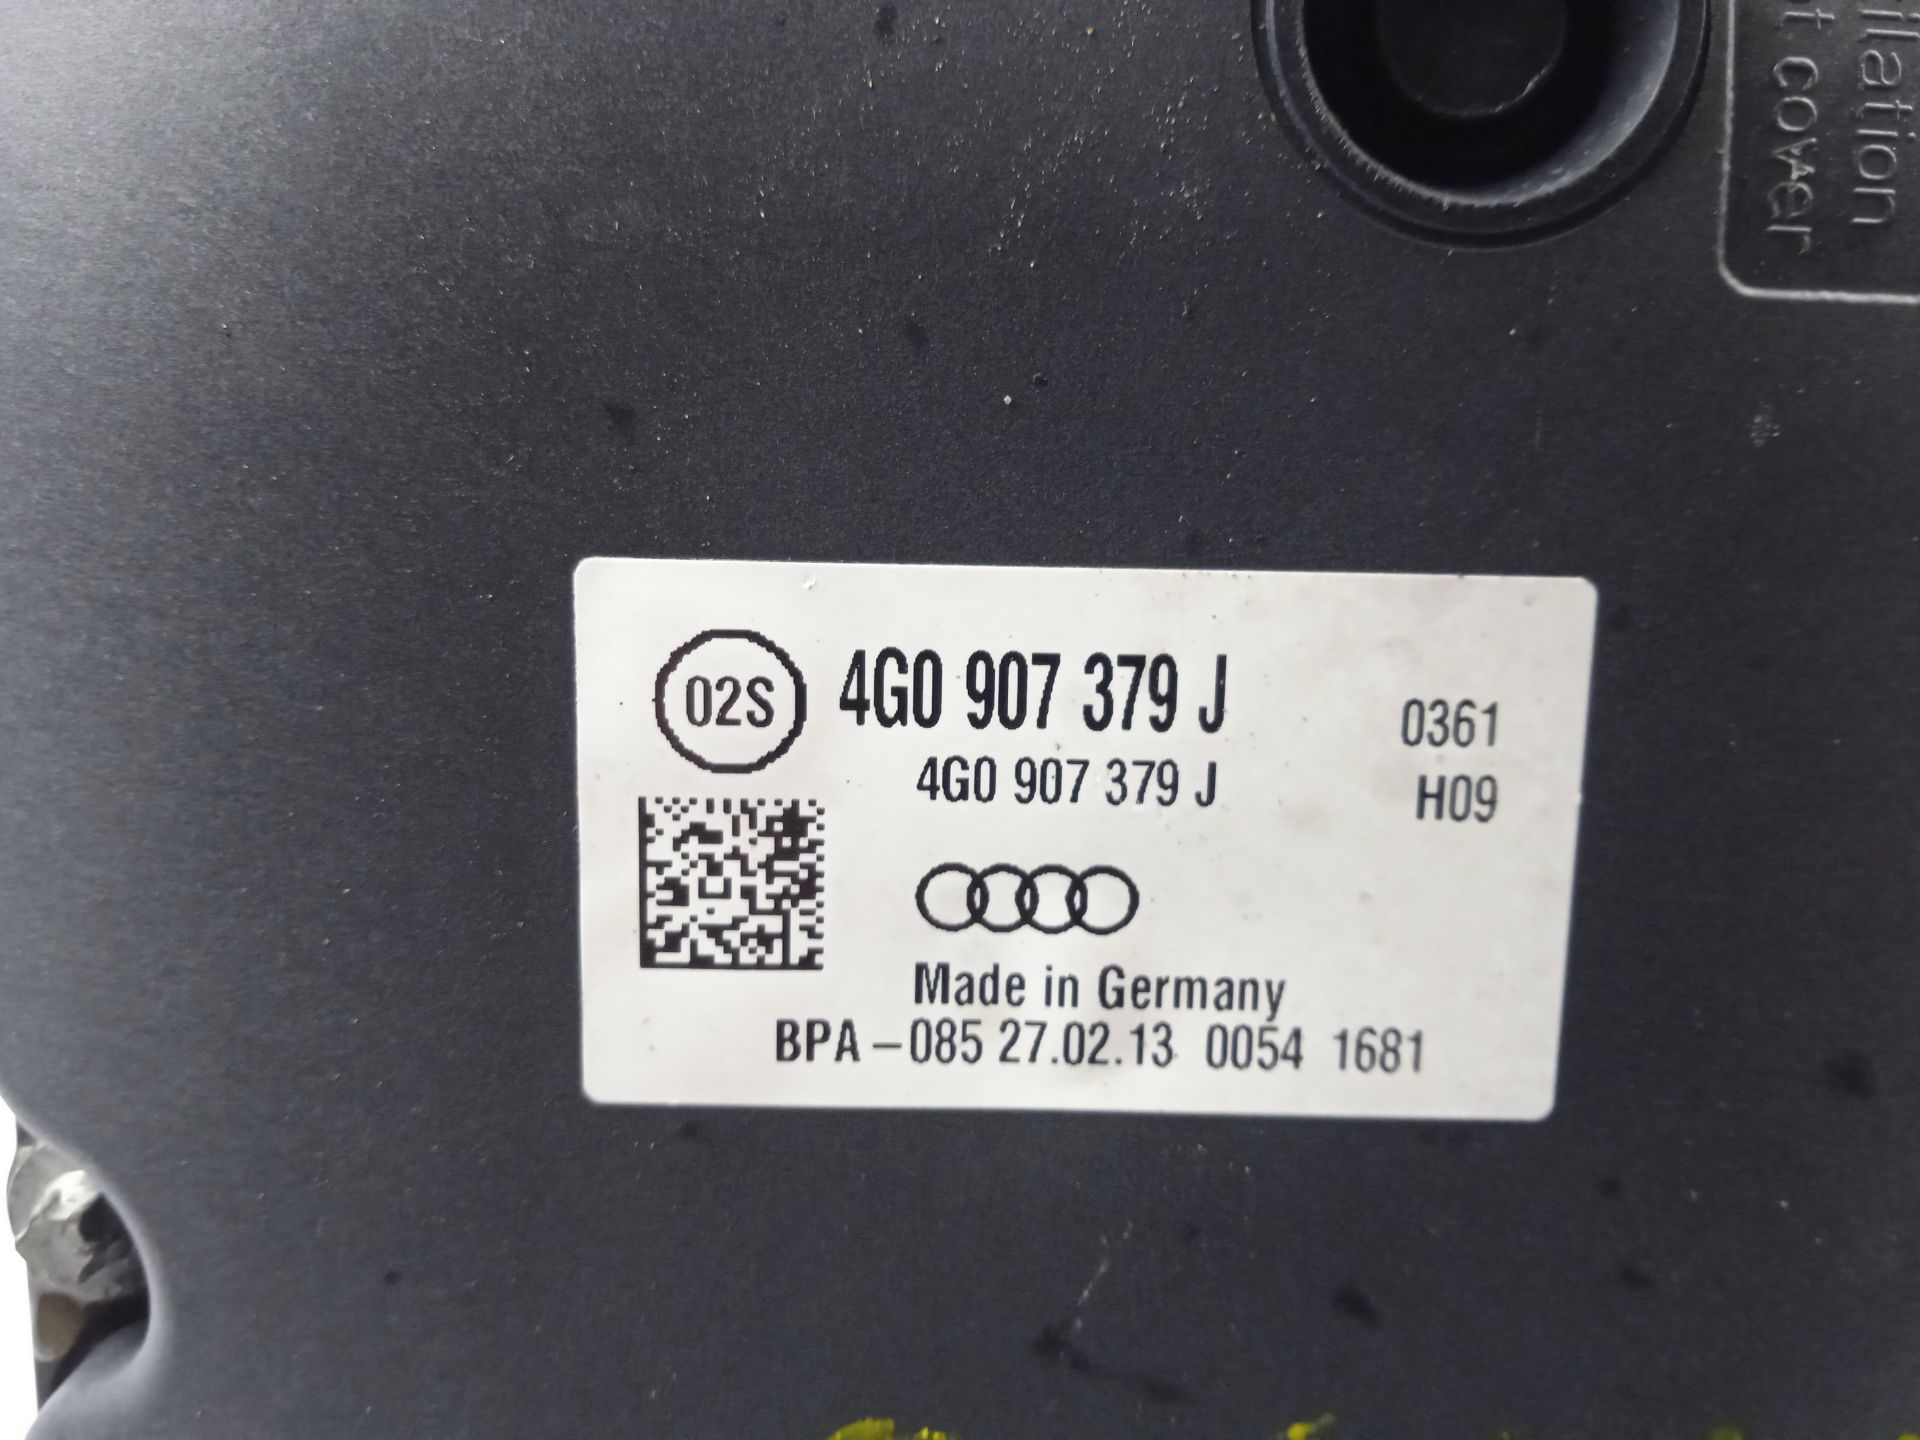 cover
02S
4G0 907 379 J
0361
4G0 907 379 J
H09
Made in Germany
BPA-085 27.02.13 0054 1681